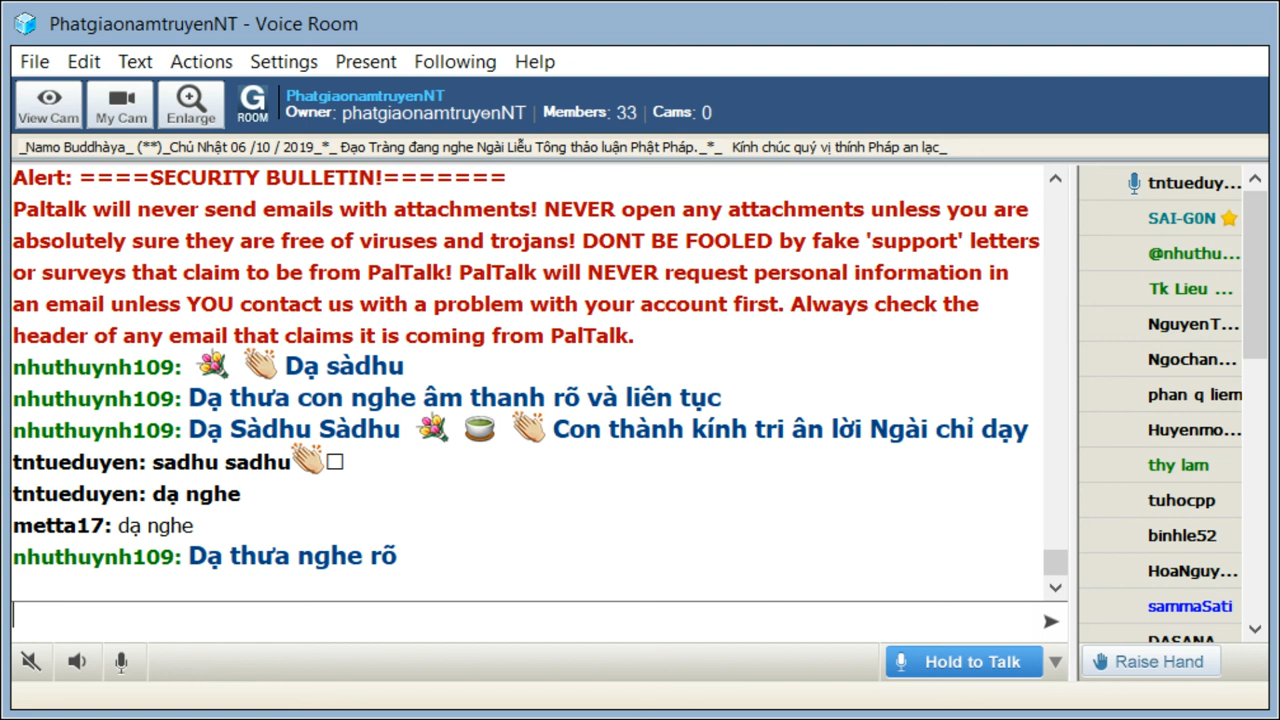 PhatgiaonamtruyenNT - Voice Room
File Edit Text Actions Settings Present Following Help
View Cam My Cam Enlarge G ROOM
PhatgiaonamtruyenNT
Owner: phatgiaonamtruyenNT | Members: 33 | Cams: 0
_Namo Buddhàya_ (**)_Chủ Nhật 06 /10 / 2019_*_ Đạo Tràng đang nghe Ngài Liễu Tông thảo luận Phật Pháp._*_ Kính chúc quý vị thính Pháp an lạc_
Alert: ====SECURITY BULLETIN!=======
Paltalk will never send emails with attachments! NEVER open any attachments unless you are
absolutely sure they are free of viruses and trojans! DONT BE FOOLED by fake 'support' letters
or surveys that claim to be from PalTalk! PalTalk will NEVER request personal information in
an email unless YOU contact us with a problem with your account first. Always check the
header of any email that claims it is coming from PalTalk.
nhuthuynh109: Dạ sàdhu
nhuthuynh109: Dạ thưa con nghe âm thanh rõ và liên tục
nhuthuynh109: Dạ Sàdhu Sàdhu Con thành kính tri ân lời Ngài chỉ dạy
tntueduyen: sadhu sadhu
tntueduyen: dạ nghe
metta17: dạ nghe
nhuthuynh109: Dạ thưa nghe rõ
tntueduy...
SAI-G0N
@nhuthu...
Tk Lieu ...
NguyenT...
Ngochan...
phan q liem
Huyenmo...
thy lam
tuhocpp
binhle52
HoaNguy...
sammaSati
DASANA
Hold to Talk
Raise Hand